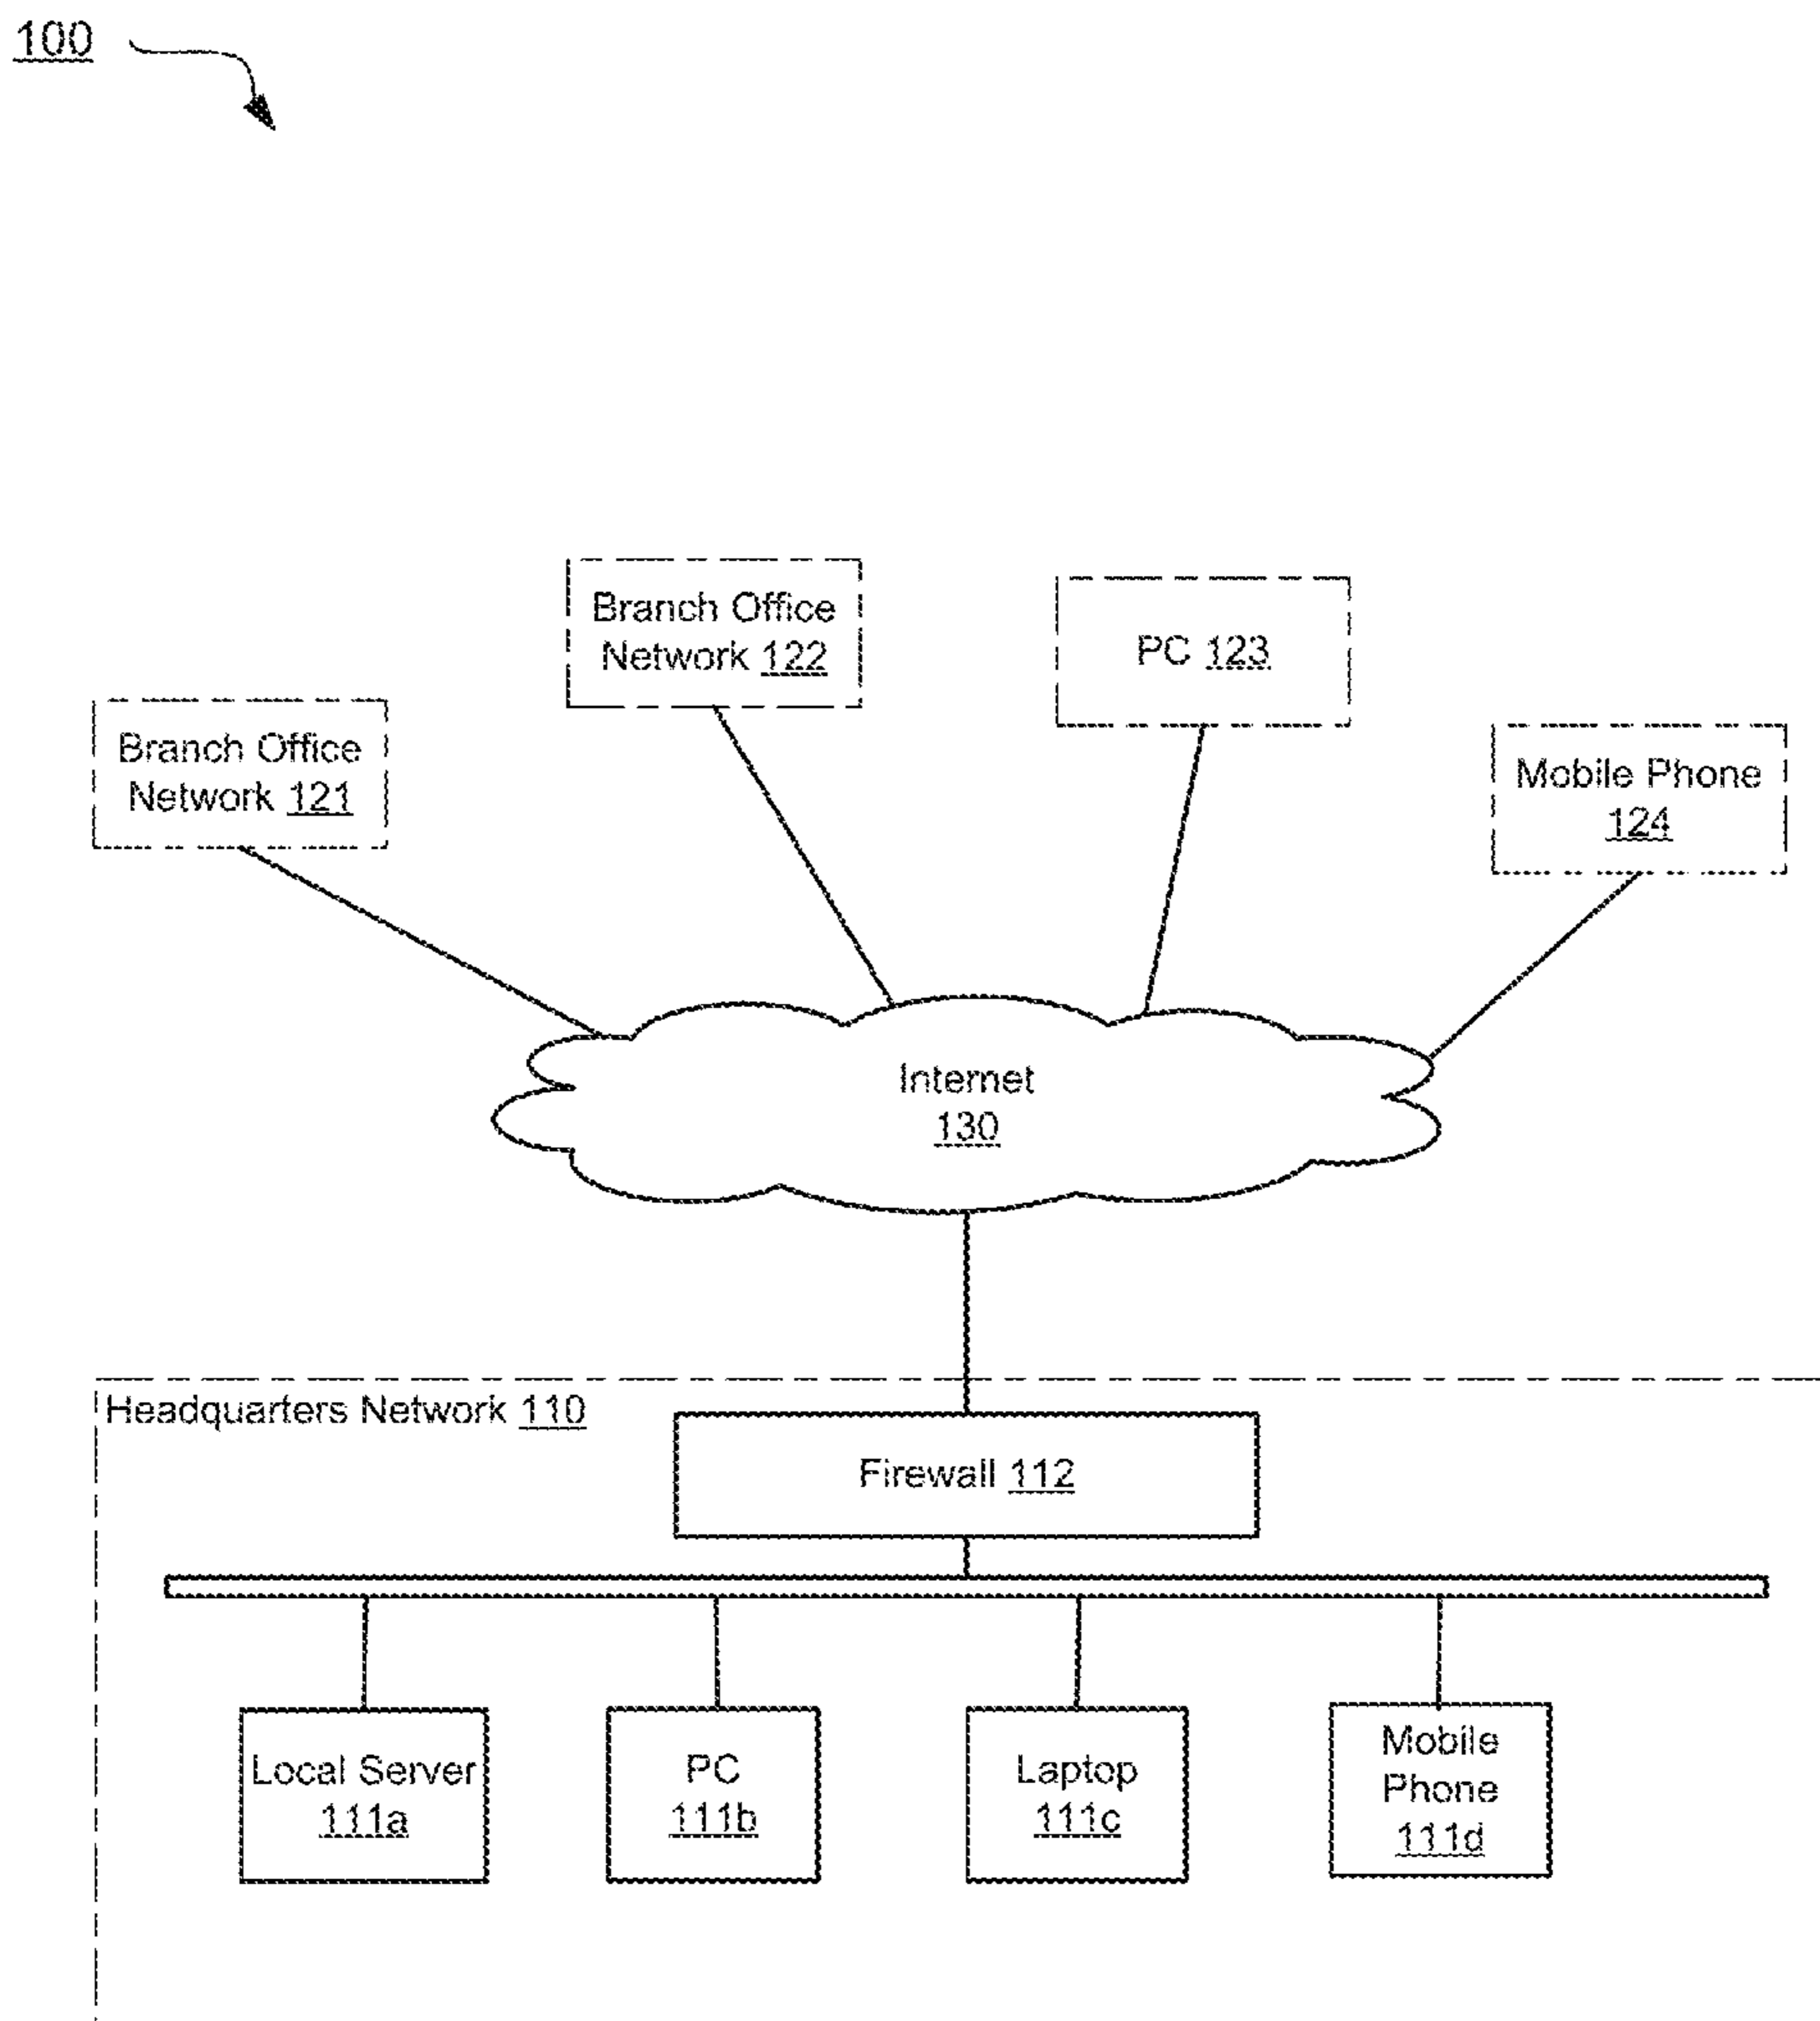 100
Branch Office
Network 122
PC 123
Branch Office
Network 121
Mobile Phone
124
Internet
130
Headquarters Network 110
Firewall 112
Local Server
111a
PC
111b
Laptop
111c
Mobile
Phone
111d